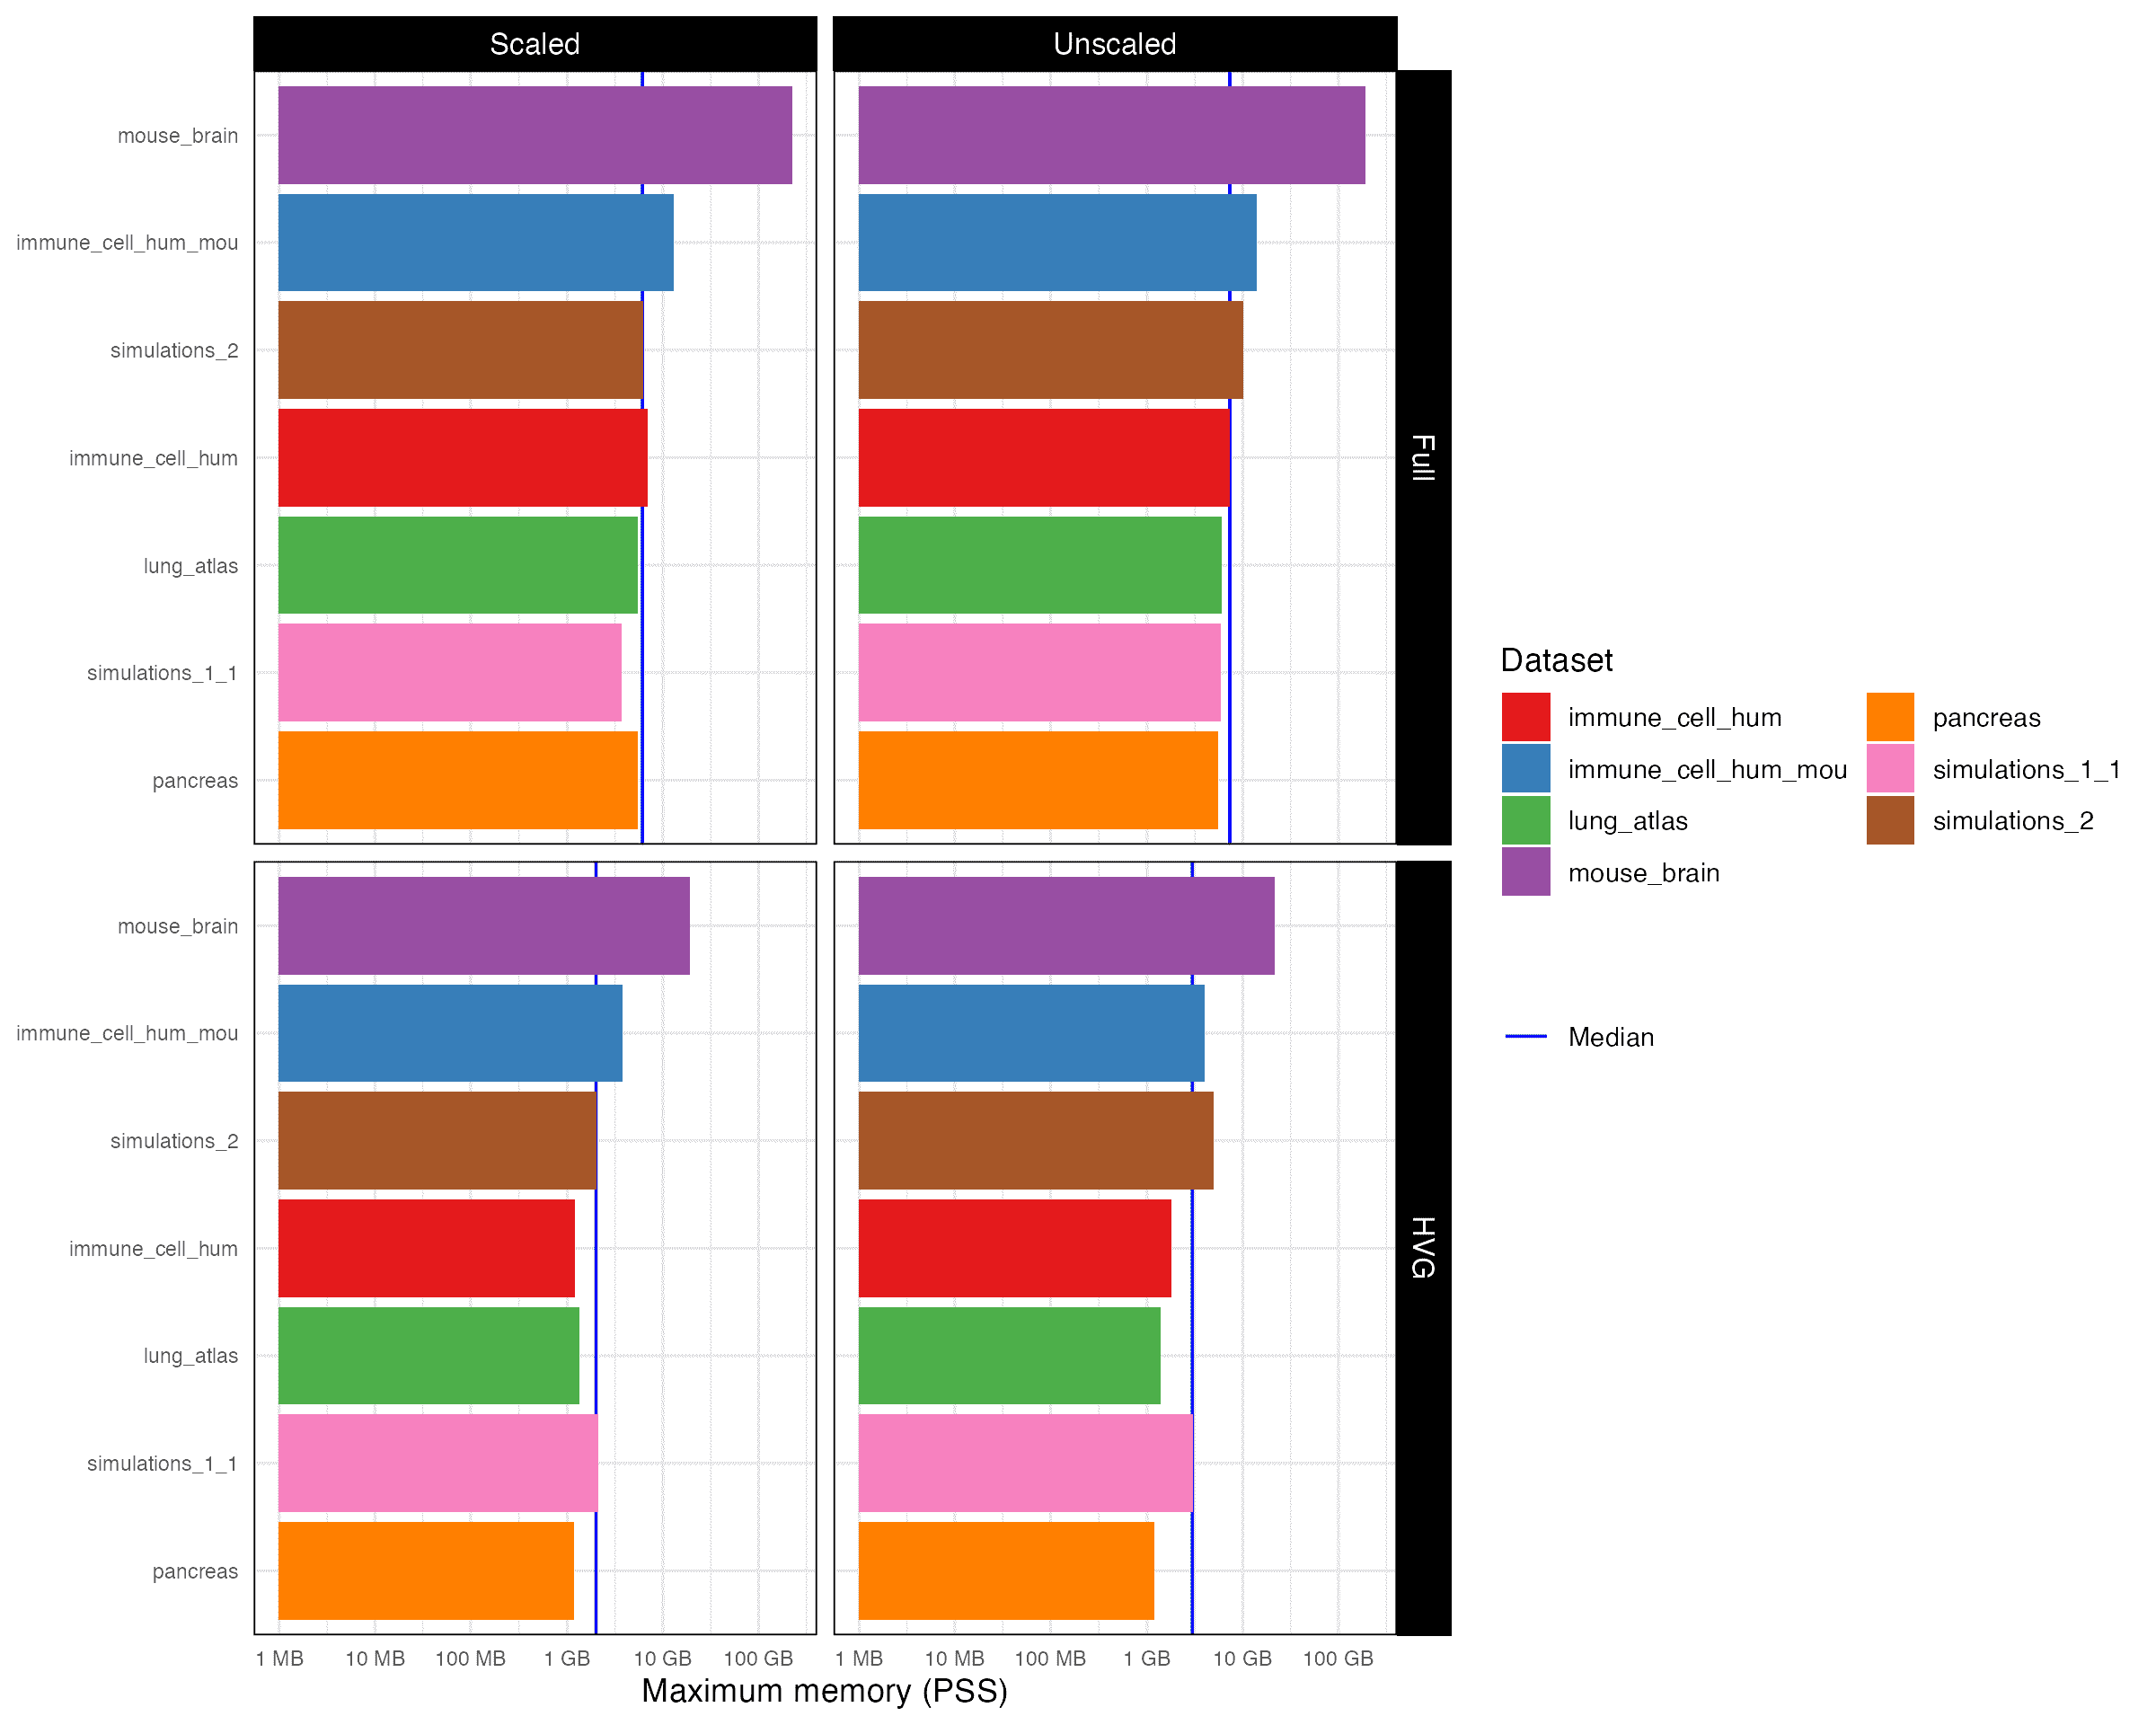 Scaled
Unscaled
mouse_brain
immune_cell_hum_mou
simulations_2
immune_cell_hum
lung_atlas
simulations_1_1
pancreas
Full
mouse_brain
immune_cell_hum_mou
simulations_2
immune_cell_hum
lung_atlas
simulations_1_1
pancreas
HVG
1 MB 10 MB 100 MB 1 GB 10 GB 100 GB
1 MB 10 MB 100 MB 1 GB 10 GB 100 GB
Maximum memory (PSS)
Dataset
immune_cell_hum
immune_cell_hum_mou
lung_atlas
mouse_brain
pancreas
simulations_1_1
simulations_2
Median